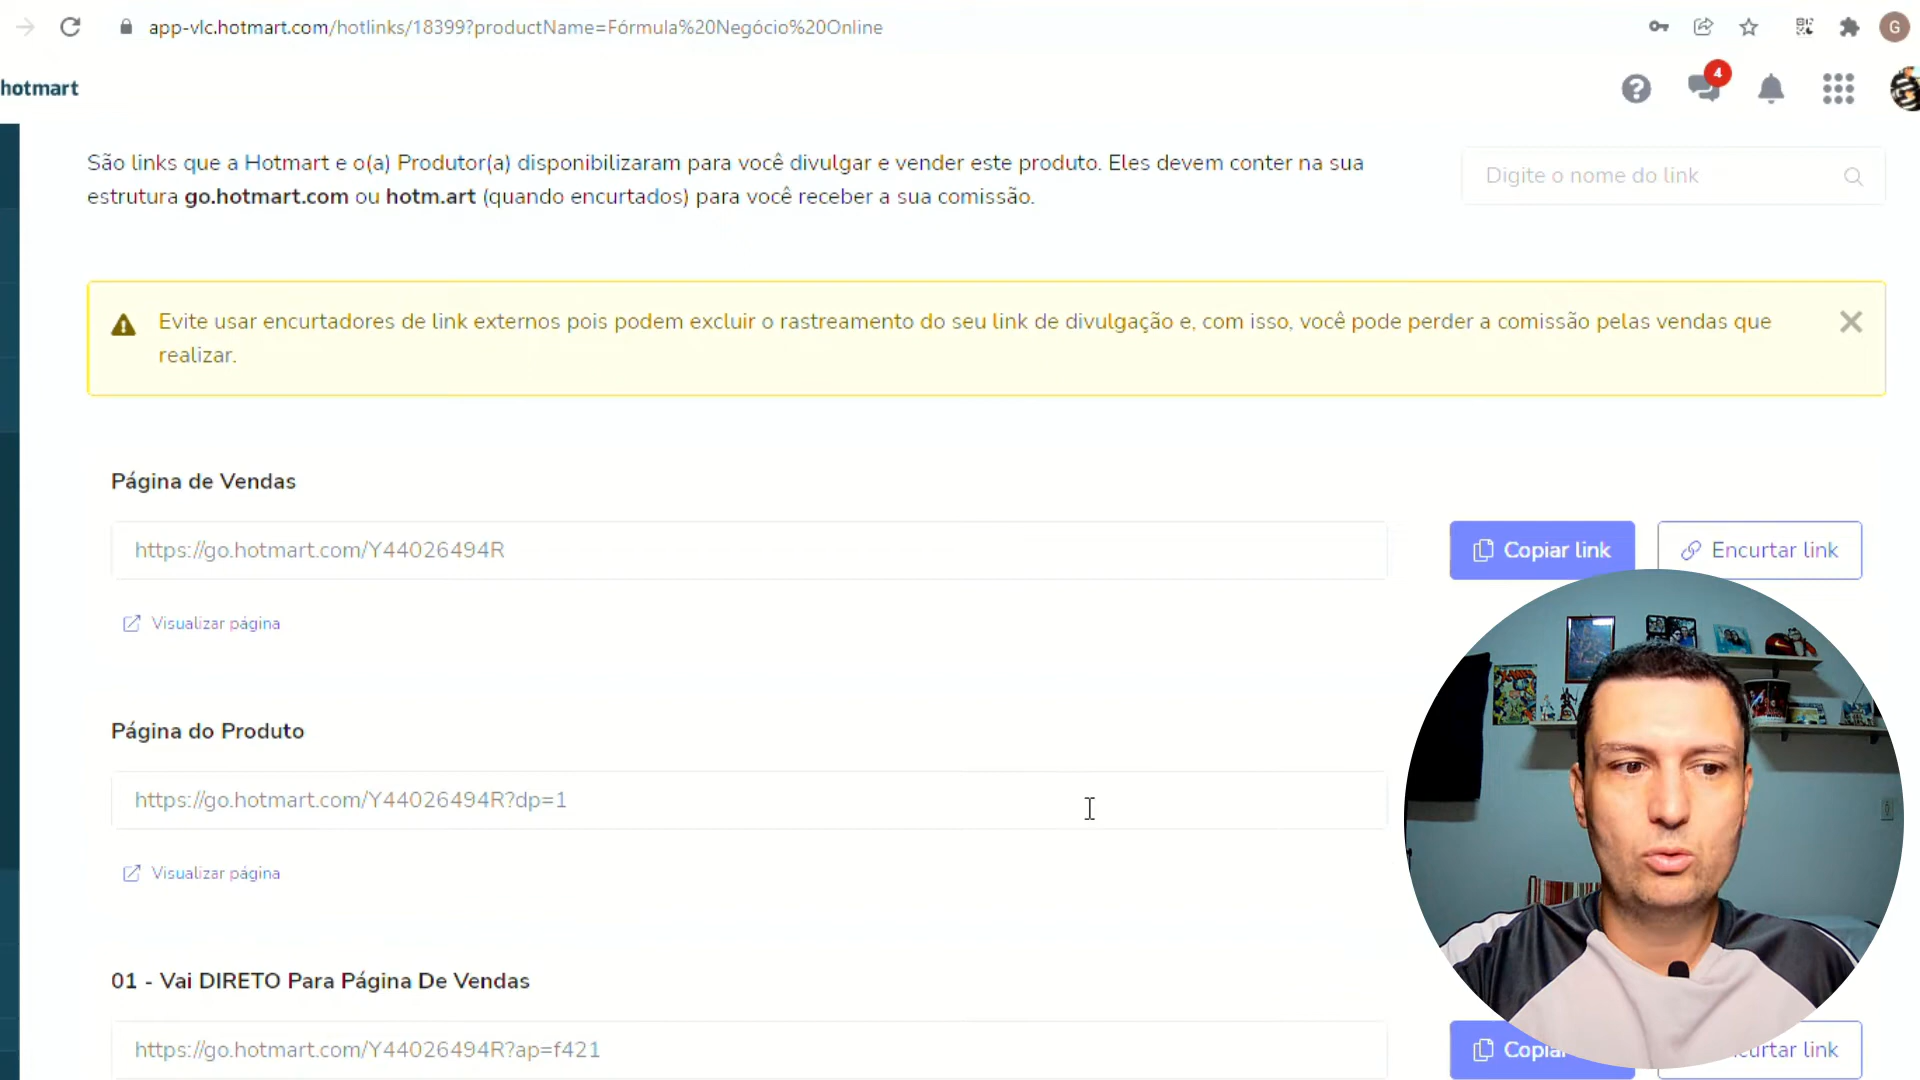 app-vlc.hotmart.com/hotlinks/18399?productName=Fórmula%20Negócio%20Online
G
hotmart
4
São links que a Hotmart e o(a) Produtor(a) disponibilizaram para você divulgar e vender este produto. Eles devem conter na sua
estrutura go.hotmart.com ou hotm.art (quando encurtados) para você receber a sua comissão.
Digite o nome do link
Evite usar encurtadores de link externos pois podem excluir o rastreamento do seu link de divulgação e, com isso, você pode perder a comissão pelas vendas que
realizar.
Página de Vendas
https://go.hotmart.com/Y44026494R
Copiar link
Encurtar link
Visualizar página
Página do Produto
https://go.hotmart.com/Y44026494R?dp=1
Visualizar página
01 - Vai DIRETO Para Página De Vendas
https://go.hotmart.com/Y44026494R?ap=f421
Copiar
urtar link